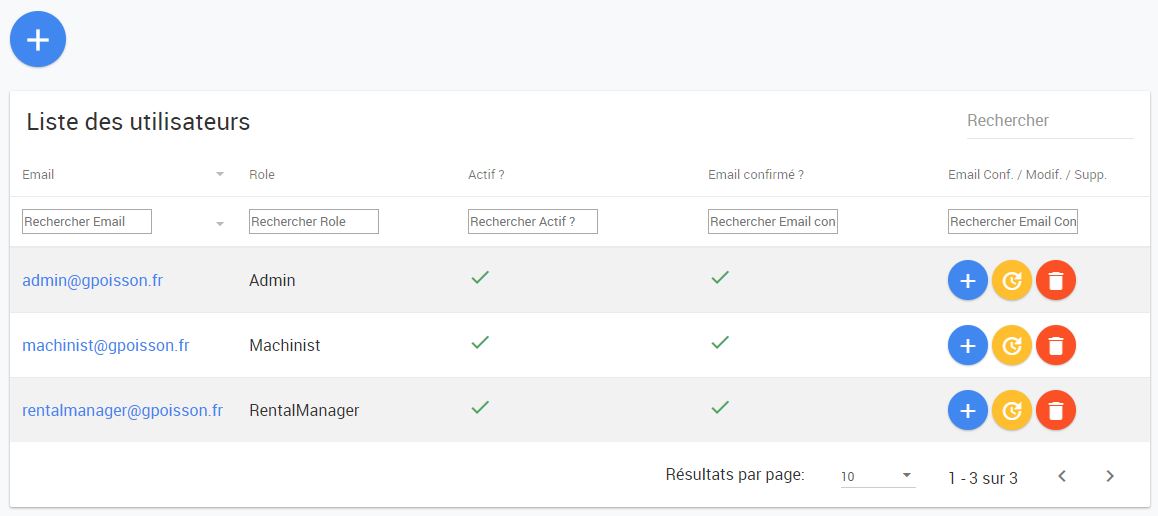 Liste des utilisateurs
Rechercher
Email Role Actif ? Email confirmé ? Email Conf. / Modif. / Supp.
Rechercher Email Rechercher Role Rechercher Actif ? Rechercher Email con Rechercher Email Con
admin@gpoisson.fr Admin
machinist@gpoisson.fr Machinist
rentalmanager@gpoisson.fr RentalManager
Résultats par page: 10 1 - 3 sur 3